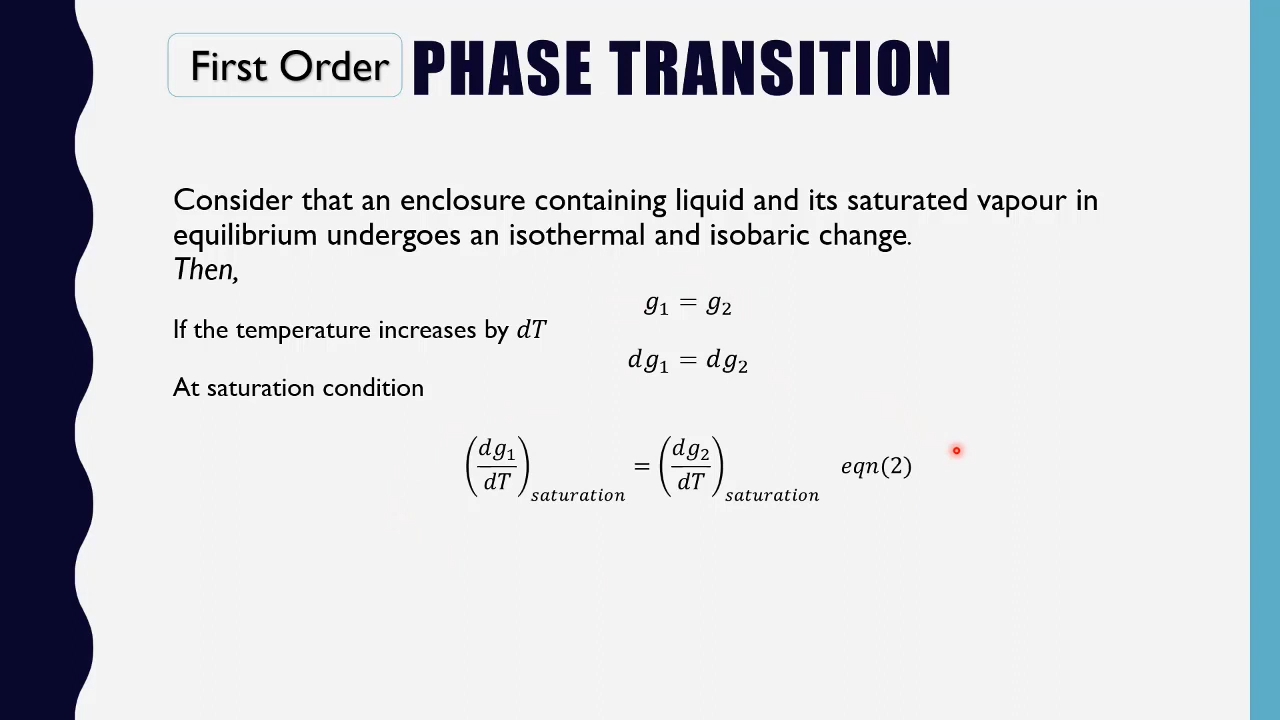 First Order PHASE TRANSITION
Consider that an enclosure containing liquid and its saturated vapour in
equilibrium undergoes an isothermal and isobaric change.
Then,
g₁ = g₂
If the temperature increases by dT
dg₁ = dg₂
At saturation condition
(dg₁/dT)saturation = (dg₂/dT)saturation eqn(2)